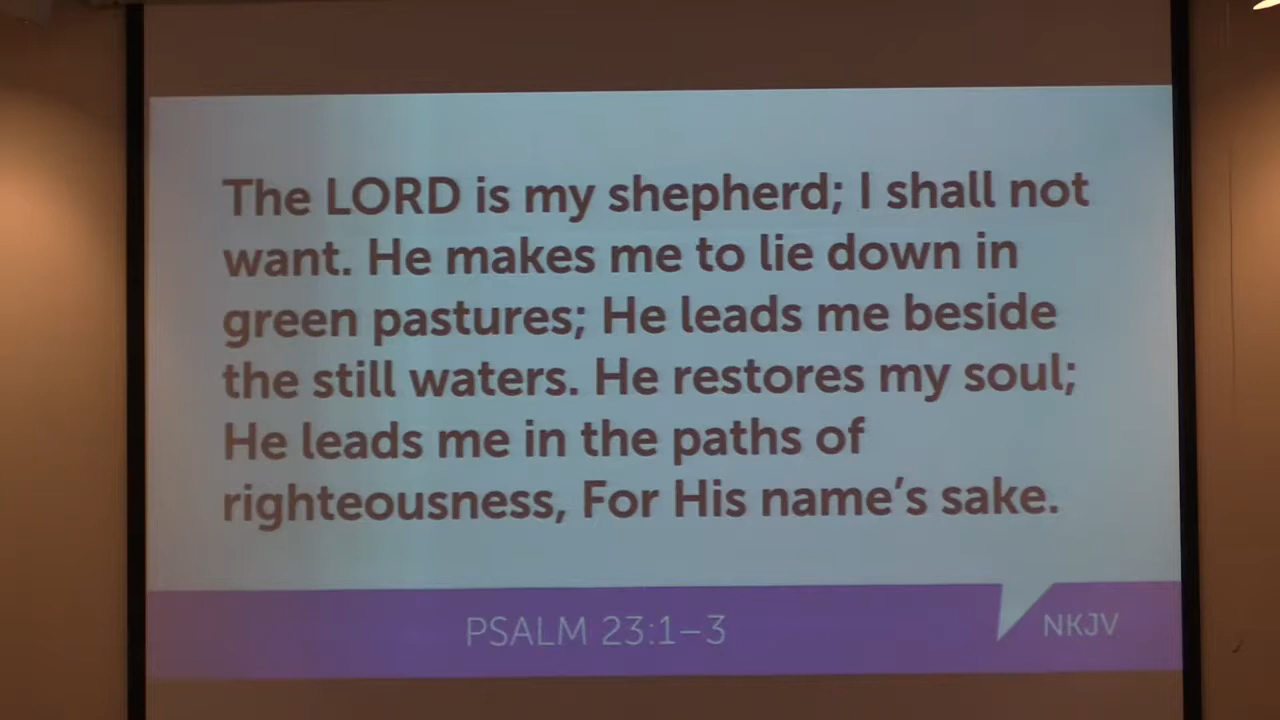 The LORD is my shepherd; I shall not
want. He makes me to lie down in
green pastures; He leads me beside
the still waters. He restores my soul;
He leads me in the paths of
righteousness, For His name's sake.
PSALM 23:1–3
NKJV